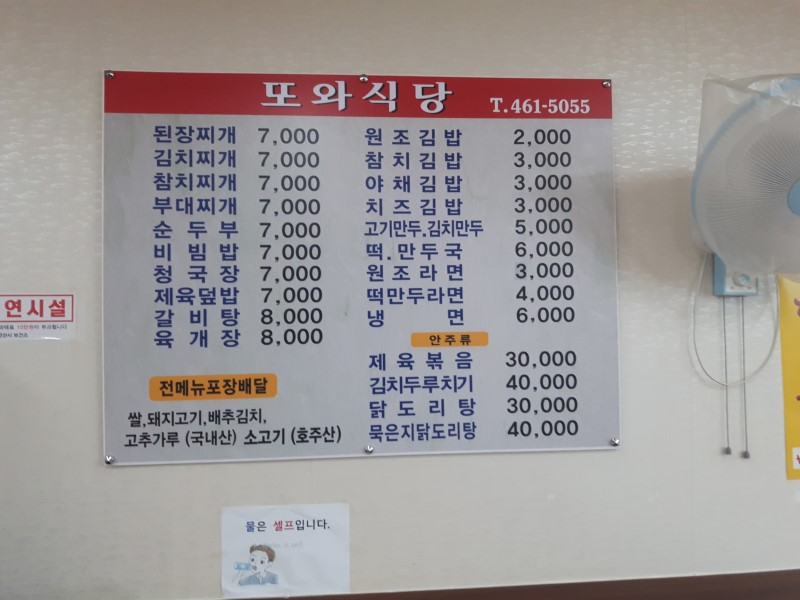 또와식당 T.461-5055
된장찌개 7,000
김치찌개 7,000
참치찌개 7,000
부대찌개 7,000
순두부 7,000
비빔밥 7,000
청국장 7,000
제육덮밥 7,000
갈비탕 8,000
육개장 8,000
전메뉴포장배달
쌀,돼지고기,배추김치,
고추가루 (국내산) 소고기 (호주산)
원조김밥 2,000
참치김밥 3,000
야채김밥 3,000
치즈김밥 3,000
고기만두.김치만두 5,000
떡.만두국 6,000
원조라면 3,000
떡만두라면 4,000
냉면 6,000
안주류
제육볶음 30,000
김치두루치기 40,000
닭도리탕 30,000
묵은지닭도리탕 40,000
연시설
물은 셀프입니다.